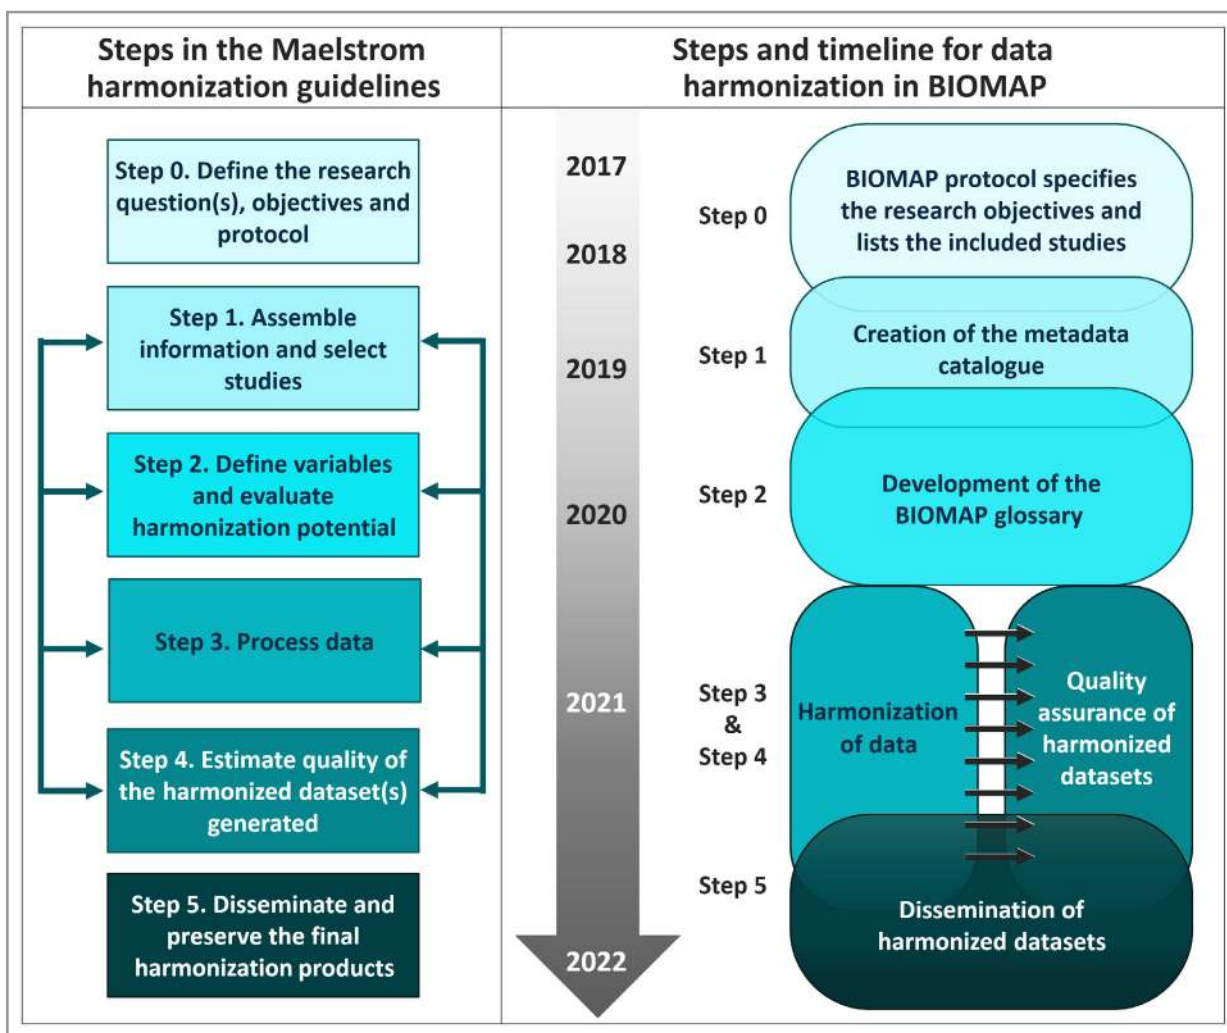 Steps in the Maelstrom
harmonization guidelines
Step 0. Define the research
question(s), objectives and
protocol
Step 1. Assemble
information and select
studies
Step 2. Define variables
and evaluate
harmonization potential
Step 3. Process data
Step 4. Estimate quality of
the harmonized dataset(s)
generated
Step 5. Disseminate and
preserve the final
harmonization products
Steps and timeline for data
harmonization in BIOMAP
2017
2018
2019
2020
2021
2022
Step 0
BIOMAP protocol specifies
the research objectives and
lists the included studies
Step 1
Creation of the metadata
catalogue
Step 2
Development of the
BIOMAP glossary
Step 3
&
Step 4
Harmonization
of data
Quality
assurance of
harmonized
datasets
Step 5
Dissemination of
harmonized datasets